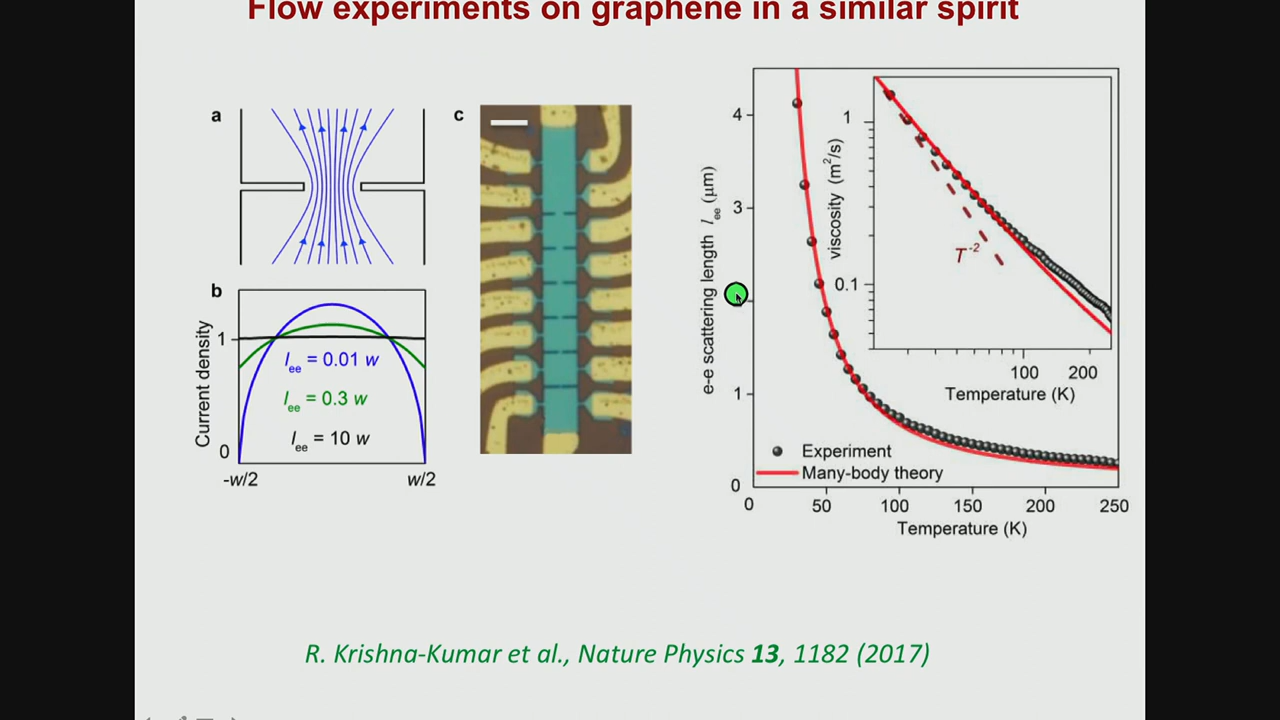 Flow experiments on graphene in a similar spirit
a
b
Current density
1
0
-w/2
w/2
lee = 0.01 w
lee = 0.3 w
lee = 10 w
c
e-e scattering length lee (μm)
4
3
1
0
0
50
100
150
200
250
Temperature (K)
Experiment
Many-body theory
viscosity (m²/s)
1
0.1
T⁻²
100
200
Temperature (K)
R. Krishna-Kumar et al., Nature Physics 13, 1182 (2017)